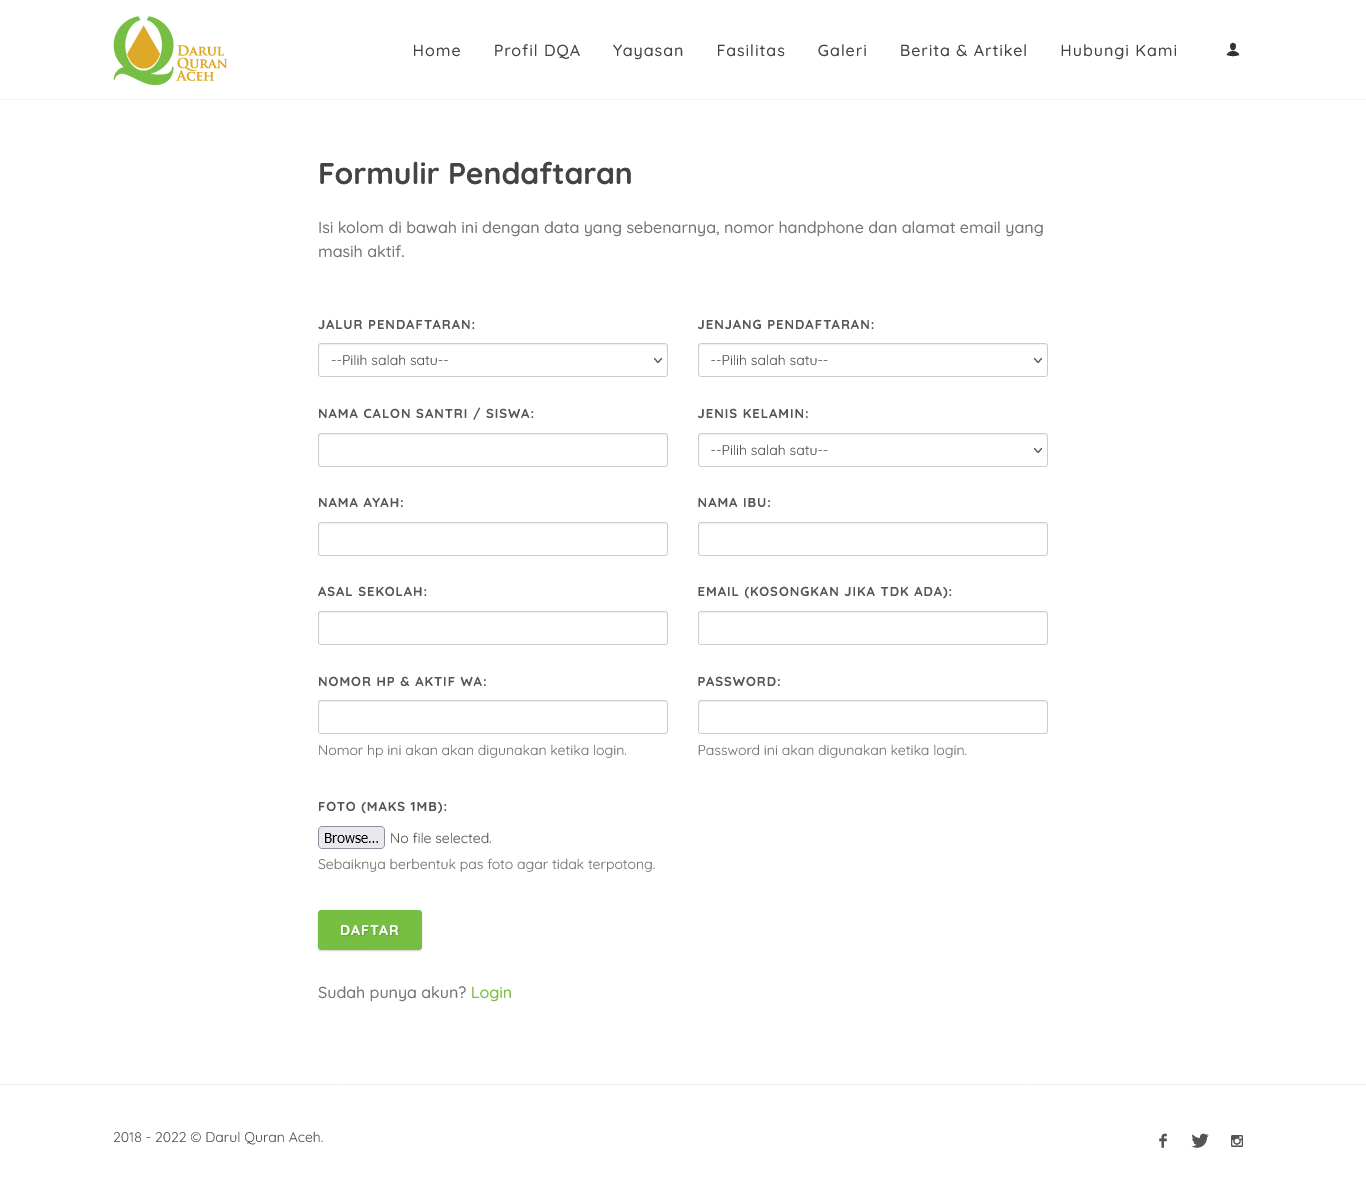 DARUL
QURAN
ACEH
Home Profil DQA Yayasan Fasilitas Galeri Berita & Artikel Hubungi Kami
Formulir Pendaftaran
Isi kolom di bawah ini dengan data yang sebenarnya, nomor handphone dan alamat email yang
masih aktif.
JALUR PENDAFTARAN: JENJANG PENDAFTARAN:
--Pilih salah satu-- --Pilih salah satu--
NAMA CALON SANTRI / SISWA: JENIS KELAMIN:
--Pilih salah satu--
NAMA AYAH: NAMA IBU:
ASAL SEKOLAH: EMAIL (KOSONGKAN JIKA TDK ADA):
NOMOR HP & AKTIF WA: PASSWORD:
Nomor hp ini akan akan digunakan ketika login. Password ini akan digunakan ketika login.
FOTO (MAKS 1MB):
Browse... No file selected.
Sebaiknya berbentuk pas foto agar tidak terpotong.
DAFTAR
Sudah punya akun? Login
2018 - 2022 © Darul Quran Aceh.